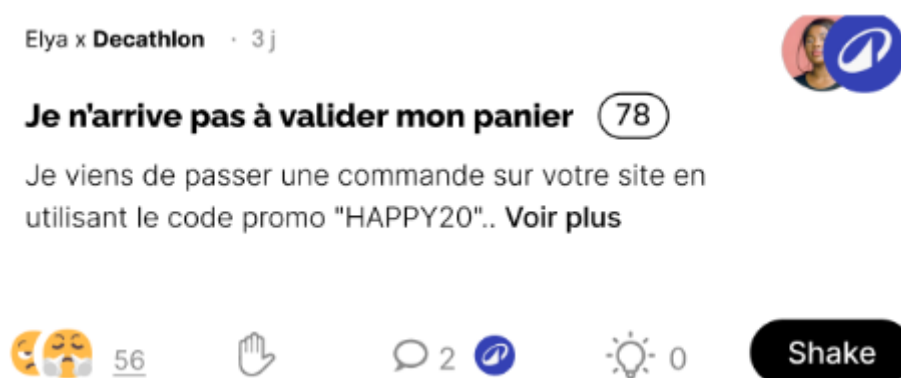 Elya x Decathlon · 3 j
Je n'arrive pas à valider mon panier 78
Je viens de passer une commande sur votre site en
utilisant le code promo "HAPPY20".. Voir plus
56 2 0 Shake